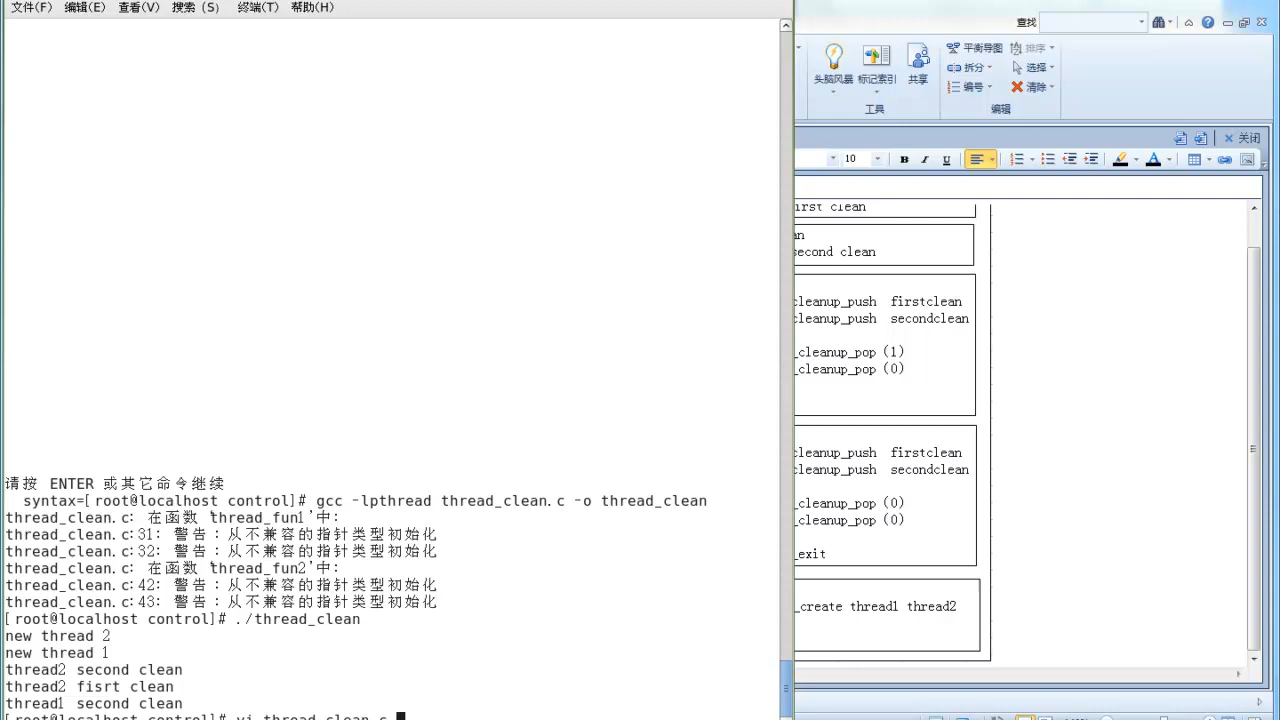 文件(F) 编辑(E) 查看(V) 搜索 (S) 终端(T) 帮助(H)
查找
平衡导图 排序
拆分 选择
头脑风暴 标记索引 共享
编号 清除
工具 编辑
关闭
10 B I U A
irst clean
an
second clean
cleanup_push firstclean
cleanup_push secondclean
_cleanup_pop (1)
_cleanup_pop (0)
cleanup_push firstclean
cleanup_push secondclean
_cleanup_pop (0)
_cleanup_pop (0)
_exit
_create thread1 thread2
请按 ENTER 或其它命令继续
syntax=[root@localhost control]# gcc -lpthread thread_clean.c -o thread_clean
thread_clean.c: 在函数 ‘thread_fun1’中:
thread_clean.c:31: 警告：从不兼容的指针类型初始化
thread_clean.c:32: 警告：从不兼容的指针类型初始化
thread_clean.c: 在函数 ‘thread_fun2’中:
thread_clean.c:42: 警告：从不兼容的指针类型初始化
thread_clean.c:43: 警告：从不兼容的指针类型初始化
[root@localhost control]# ./thread_clean
new thread 2
new thread 1
thread2 second clean
thread2 fisrt clean
thread1 second clean
[root@localhost control]# vi thread_clean.c